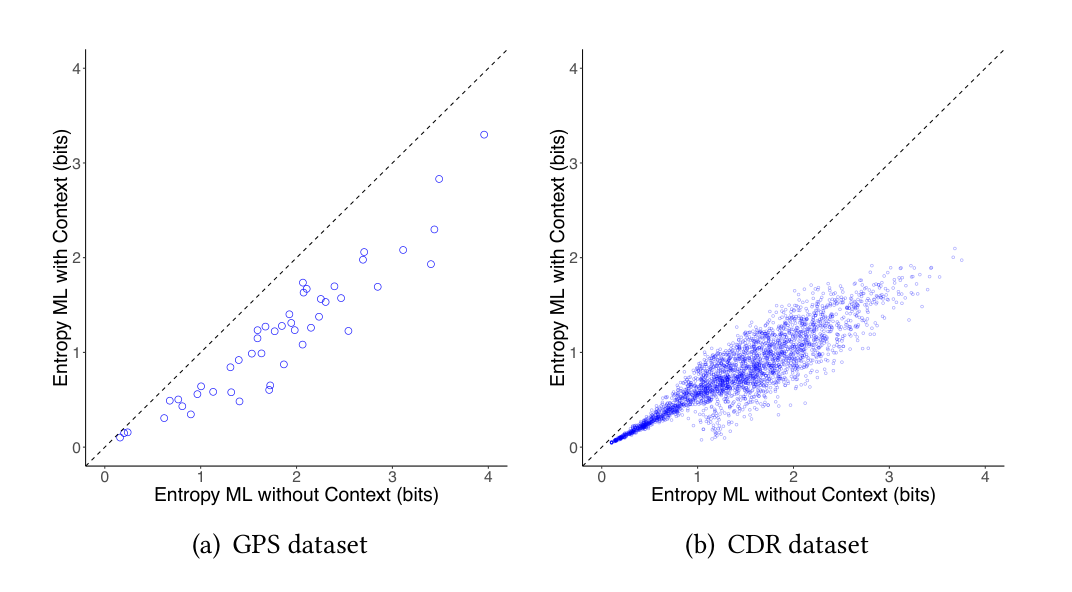 4
3
2
1
0
0 1 2 3 4
Entropy ML with Context (bits)
Entropy ML without Context (bits)
(a) GPS dataset
4
3
2
1
0
0 1 2 3 4
Entropy ML with Context (bits)
Entropy ML without Context (bits)
(b) CDR dataset